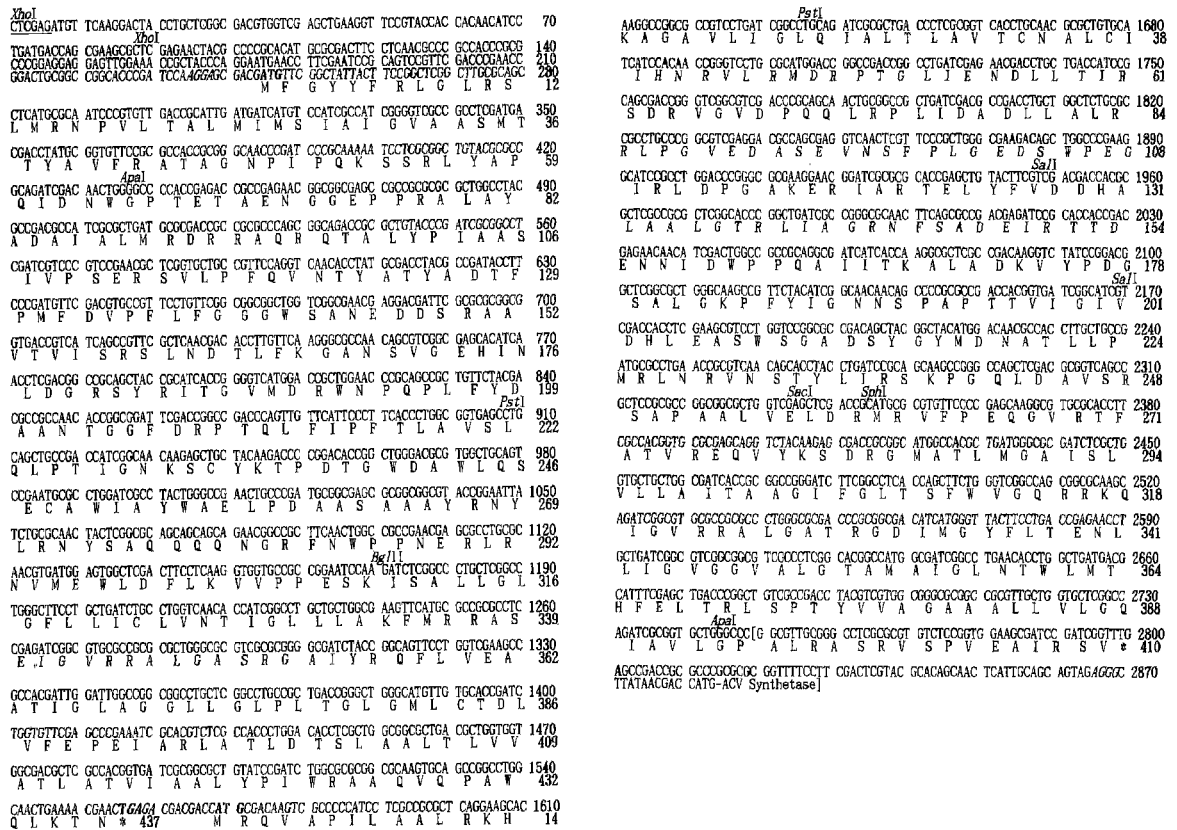 XhoI
CTCGAGATGT TCAAGGACTA CCTGCTCGGC GACGTGGTCG AGCTGAAGGT TCCGTACCAC CACAACATCC 70
XhoI
TGATGACCAG CGAAGCGCTC GAGAACTACG CCCCGCACAT GCGCGACTTC CTCAACGCCC GCCACCCGCG 140
CCCGGAGGAG GAGTTGGAAA CCGCTACCCA GGAATGAACC TTCGAATCCG CAGTCCGTTC GACCCGAACC 210
GGACTGCGGC CGGCACCCGA TCCAAGGAGC GACGATGTTC GGCTATTACT TCCGGCTCGG CTTGCGCAGC 280
M F G Y Y F R L G L R S 12
CTCATGCGCA ATCCCGTGTT GACCGCATTG ATGATCATGT CCATCGCCAT CGGGGTCGCC GCCTCGATGA 350
L M R N P V L T A L M I M S I A I G V A A S M T 36
CGACCTATGC GGTGTTCCGC GCCACCGCGG GCAACCCGAT CCCGCAAAAA TCCTCGCGGC TGTACGCGCC 420
T Y A V F R A T A G N P I P Q K S S R L Y A P 59
ApaI
GCAGATCGAC AACTGGGGCC CCACCGAGAC CGCCGAGAAC GGCGGCGAGC CGCCGCGCGC GCTGGCCTAC 490
Q I D N W G P T E T A E N G G E P P R A L A Y 82
GCCGACGCCA TCGCGCTGAT GCGCGACCGC CGCGCCCAGC GGCAGACCGC GCTGTACCCG ATCGCGGCCT 560
A D A I A L M R D R R A Q R Q T A L Y P I A A S 106
CGATCGTCCC GTCCGAACGC TCGGTGCTGC CGTTCCAGGT CAACACCTAT GCGACCTACG CCGATACCTT 630
I V P S E R S V L P F Q V N T Y A T Y A D T F 129
CCCGATGTTC GACGTGCCGT TCCTGTTCGG CGGCGGCTGG TCGGCGAACG AGGACGATTC GCGCGCGGCG 700
P M F D V P F L F G G G W S A N E D D S R A A 152
GTGACCGTCA TCAGCCGTTC GCTCAACGAC ACCTTGTTCA AGGGCGCCAA CAGCGTCGGC GAGCACATCA 770
V T V I S R S L N D T L F K G A N S V G E H I N 176
ACCTCGACGG CCGCAGCTAC CGCATCACCG GGGTCATGGA CCGCTGGAAC CCGCAGCCGC TGTTCTACGA 840
L D G R S Y R I T G V M D R W N P Q P L F Y D 199
PstI
CGCCGCCAAC ACCGGCGGAT TCGACCGGCC GACCCAGTTG TTCATTCCCT TCACCCTGGC GGTGAGCCTG 910
A A N T G G F D R P T Q L F I P F T L A V S L 222
CAGCTGCCGA CCATCGGCAA CAAGAGCTGC TACAAGACCC CGGACACCGG CTGGGACGCG TGGCTGCAGT 980
Q L P T I G N K S C Y K T P D T G W D A W L Q S 246
CCGAATGCGC CTGGATCGCC TACTGGGCCG AACTGCCCGA TGCGGCGAGC GCGGCGGCGT ACCGGAATTA 1050
E C A W I A Y W A E L P D A A S A A A Y R N Y 269
TCTGCGCAAC TACTCGGCGC AGCAGCAGCA GAACGGCCGC TTCAACTGGC CGCCGAACGA GCGCCTGCGC 1120
L R N Y S A Q Q Q Q N G R F N W P P N E R L R 292
BglII
AACGTGATGG AGTGGCTCGA CTTCCTCAAG GTGGTGCCGC CGGAATCCAA GATCTCGGCC CTGCTCGGCC 1190
N V M E W L D F L K V V P P E S K I S A L L G L 316
TGGGCTTCCT GCTGATCTGC CTGGTCAACA CCATCGGCCT GCTGCTGGCG AAGTTCATGC GCCGCGCCTC 1260
G F L L I C L V N T I G L L L A K F M R R A S 339
CGAGATCGGC GTGCGCCGCG CGCTGGGCGC GTCGCGCGGC GCGATCTACC GGCAGTTCCT GGTCGAAGCC 1330
E I G V R R A L G A S R G A I Y R Q F L V E A 362
GCCACGATTG GATTGGCCGG CGGCCTGCTC GGCCTGCCGC TGACCGGGCT GGGCATGTTG TGCACCGATC 1400
A T I G L A G G L L G L P L T G L G M L C T D L 386
TGGTGTTCGA GCCCGAAATC GCACGTCTCG CCACCCTGGA CACCTCGCTG GCGGCGCTGA CGCTGGTGGT 1470
V F E P E I A R L A T L D T S L A A L T L V V 409
GGCGACGCTC GCCACGGTGA TCGCGGCGCT GTATCCGATC TGGCGCGCGG CGCAAGTGCA GCCGGCCTGG 1540
A T L A T V I A A L Y P I W R A A Q V Q P A W 432
CAACTGAAAA CGAACTGAGA CGACGACCAT GCGACAAGTC GCCCCCATCC TCGCCGCGCT CAGGAAGCAC 1610
Q L K T N * 437 M R Q V A P I L A A L R K H 14
PstI
AAGGCCGGCG CCGTCCTGAT CGGCCTGCAG ATCGCGCTGA CCCTCGCGGT CACCTGCAAC GCGCTGTGCA 1680
K A G A V L I G L Q I A L T L A V T C N A L C I 38
TCATCCACAA CCGGGTCCTG CGCATGGACC GGCCGACCGG CCTGATCGAG AACGACCTGC TGACCATCCG 1750
I H N R V L R M D R P T G L I E N D L L T I R 61
CAGCGACCGG GTCGGCGTCG ACCCGCAGCA ACTGCGGCCG CTGATCGACG CCGACCTGCT GGCTCTGCGC 1820
S D R V G V D P Q Q L R P L I D A D L L A L R 84
CGCCTGCCCG GCGTCGAGGA CGCCAGCGAG GTCAACTCGT TCCCGCTGGG CGAAGACAGC TGGCCCGAAG 1890
R L P G V E D A S E V N S F P L G E D S W P E G 108
SalI
GCATCCGCCT GGACCCGGGC GCGAAGGAAC GGATCGCGCG CACCGAGCTG TACTTCGTCG ACGACCACGC 1960
I R L D P G A K E R I A R T E L Y F V D D H A 131
GCTCGCCGCG CTCGGCACCC GGCTGATCGC CGGGCGCAAC TTCAGCGCCG ACGAGATCCG CACCACCGAC 2030
L A A L G T R L I A G R N F S A D E I R T T D 154
GAGAACAACA TCGACTGGCC GCCGCAGGCG ATCATCACCA AGGCGCTCGC CGACAAGGTC TATCCGGACG 2100
E N N I D W P P Q A I I T K A L A D K V Y P D G 178
SalI
GCTCGGCGCT GGGCAAGCCG TTCTACATCG GCAACAACAG CCCCGCGCCG ACCACGGTGA TCGGCATCGT 2170
S A L G K P F Y I G N N S P A P T T V I G I V 201
CGACCACCTC GAAGCGTCCT GGTCCGGCGC CGACAGCTAC GGCTACATGG ACAACGCCAC CTTGCTGCCG 2240
D H L E A S W S G A D S Y G Y M D N A T L L P 224
ATGCGCCTGA ACCGCGTCAA CAGCACCTAC CTGATCCGCA GCAAGCCGGG CCAGCTCGAC GCGGTCAGCC 2310
M R L N R V N S T Y L I R S K P G Q L D A V S R 248
SacI SphI
GCTCCGCGCC GGCGGCGCTG GTCGAGCTCG ACCGCATGCG CGTGTTCCCC GAGCAAGGCG TGCGCACCTT 2380
S A P A A L V E L D R M R V F P E Q G V R T F 271
CGCCACGGTG CGCGAGCAGG TCTACAAGAG CGACCGCGGC ATGGCCACGC TGATGGGCGC GATCTCGCTG 2450
A T V R E Q V Y K S D R G M A T L M G A I S L 294
GTGCTGCTGG CGATCACCGC GGCCGGGATC TTCGGCCTCA CCAGCTTCTG GGTCGGCCAG CGGCGCAAGC 2520
V L L A I T A A G I F G L T S F W V G Q R R K Q 318
AGATCGGCGT GCGCCGCGCC CTGGGCGCGA CCCGCGGCGA CATCATGGGT TACTTCCTGA CCGAGAACCT 2590
I G V R R A L G A T R G D I M G Y F L T E N L 341
GCTGATCGGC GTCGGCGGCG TCGCCCTCGG CACGGCCATG GCGATCGGCC TGAACACCTG GCTGATGACG 2660
L I G V G G V A L G T A M A I G L N T W L M T 364
CATTTCGAGC TGACCCGGCT GTCGCCGACC TACGTCGTGG CGGGCGCGGC CGCGTTGCTG GTGCTCGGCC 2730
H F E L T R L S P T Y V V A G A A A L L V L G Q 388
ApaI
AGATCGCGGT GCTGGGCCC[G GGCGTTGCGG CCTCGCGCGT GTCTCCGGTG GAAGCGATCC GATCGGTTTG 2800
G P A L R A S R V S P V E A I R S V * 410
AGCCGACCGC GCCCGCGCGC GGTTTTCCTT CGACTCGTAC GCACAGCAAC TCATTGCAGC AGTAGAGGGC 2870
TTATAACGAC CATG-ACV Synthetase]